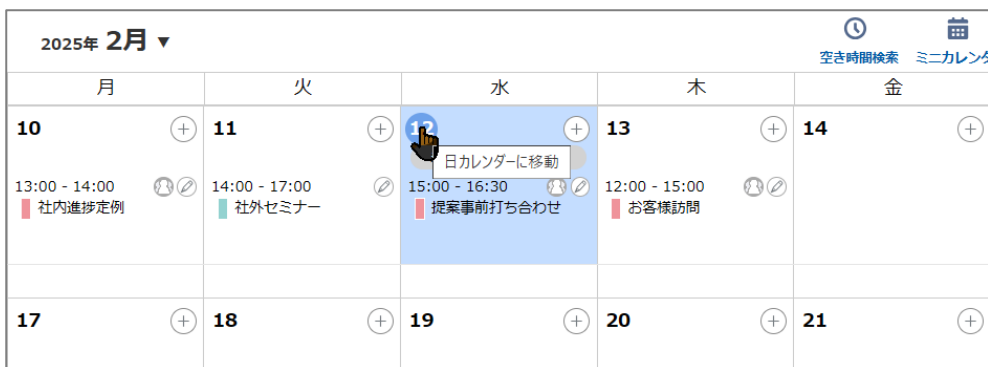 2025年 2月 ▼
空き時間検索 ミニカレンダ
月 火 水 木 金
10 11 12 13 14
日カレンダーに移動
13:00 - 14:00 14:00 - 17:00 15:00 - 16:30 12:00 - 15:00
社内進捗定例 社外セミナー 提案事前打ち合わせ お客様訪問
17 18 19 20 21